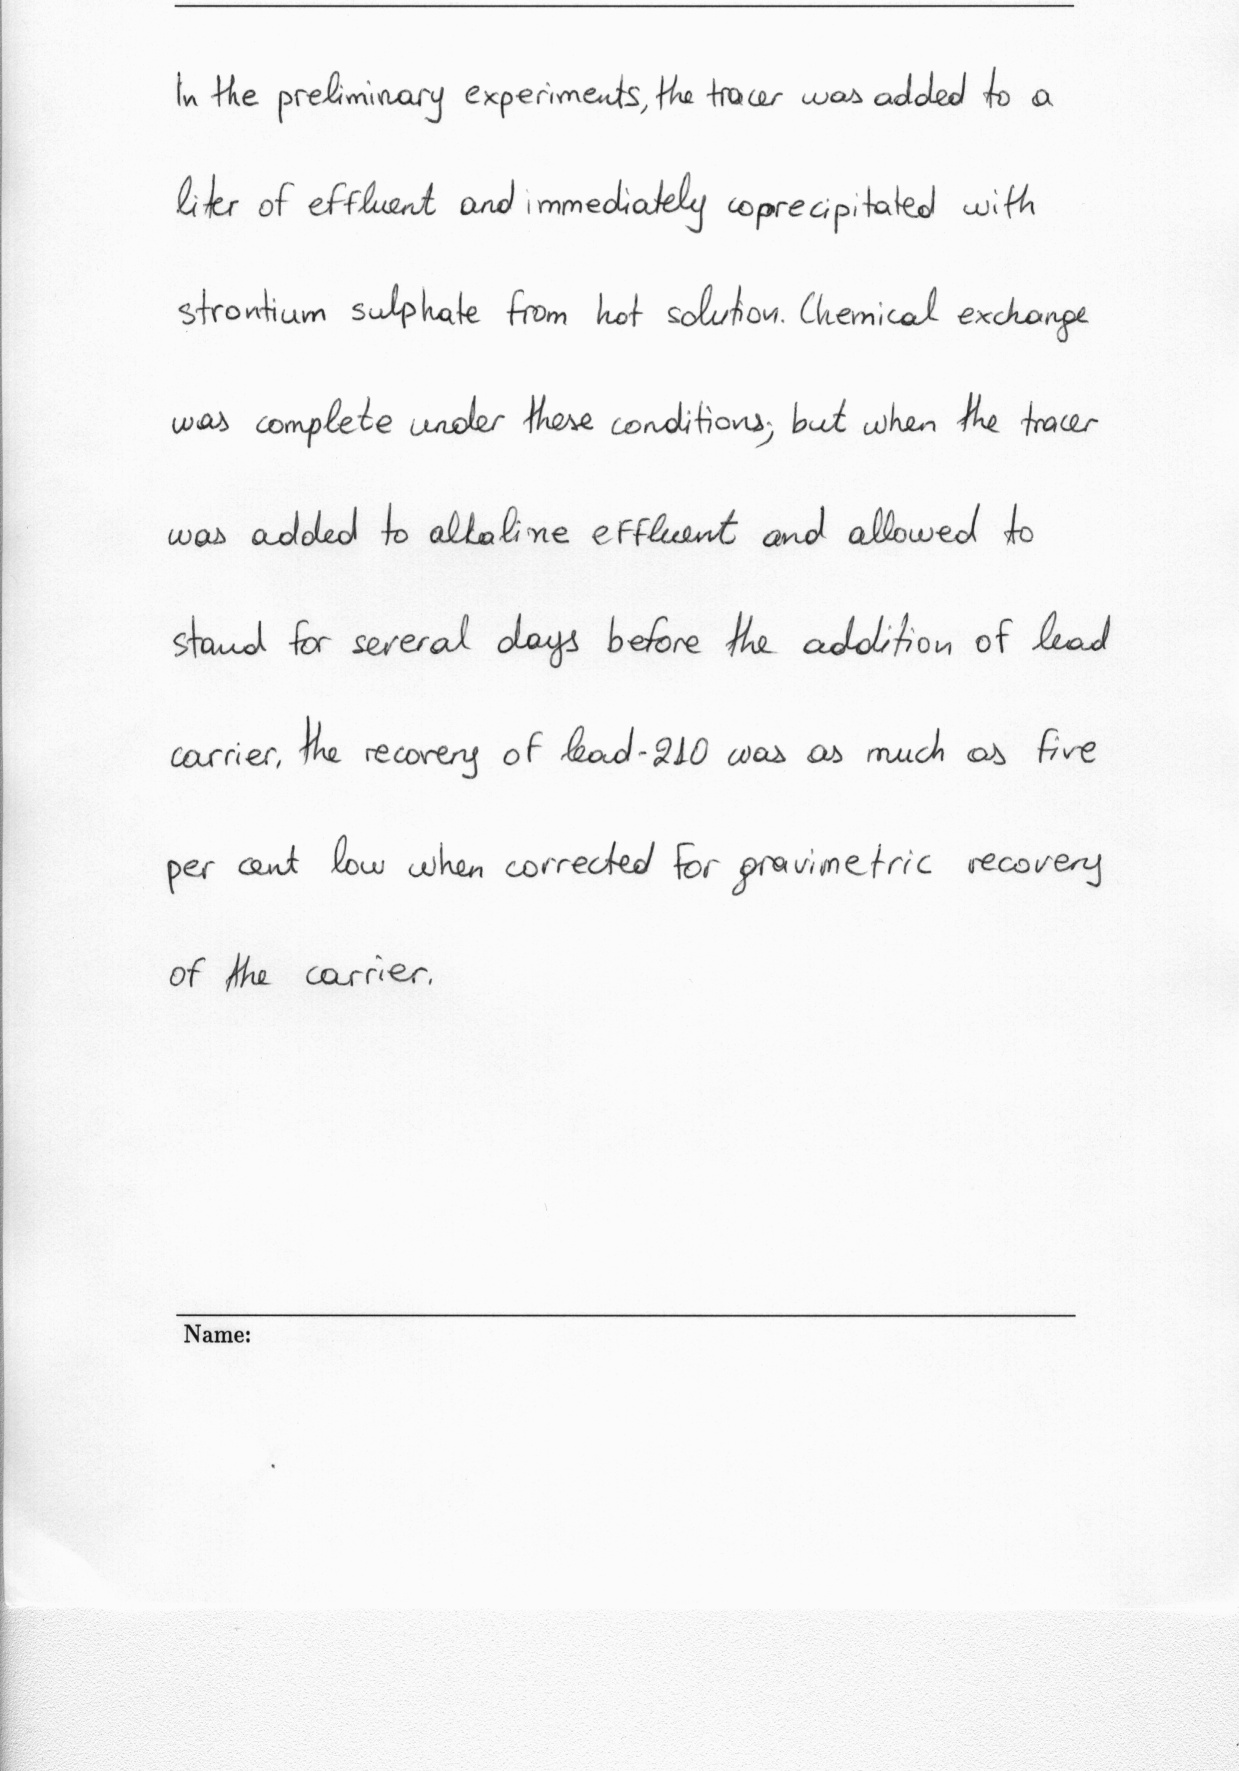 In the preliminary experiments, the tracer was added to a
liter of effluent and immediately coprecipitated with
strontium sulphate from hot solution. Chemical exchange
was complete under these conditions; but when the tracer
was added to alkaline effluent and allowed to
stand for several days before the addition of lead
carrier, the recovery of lead-210 was as much as five
per cent low when corrected for gravimetric recovery
of the carrier.
Name: